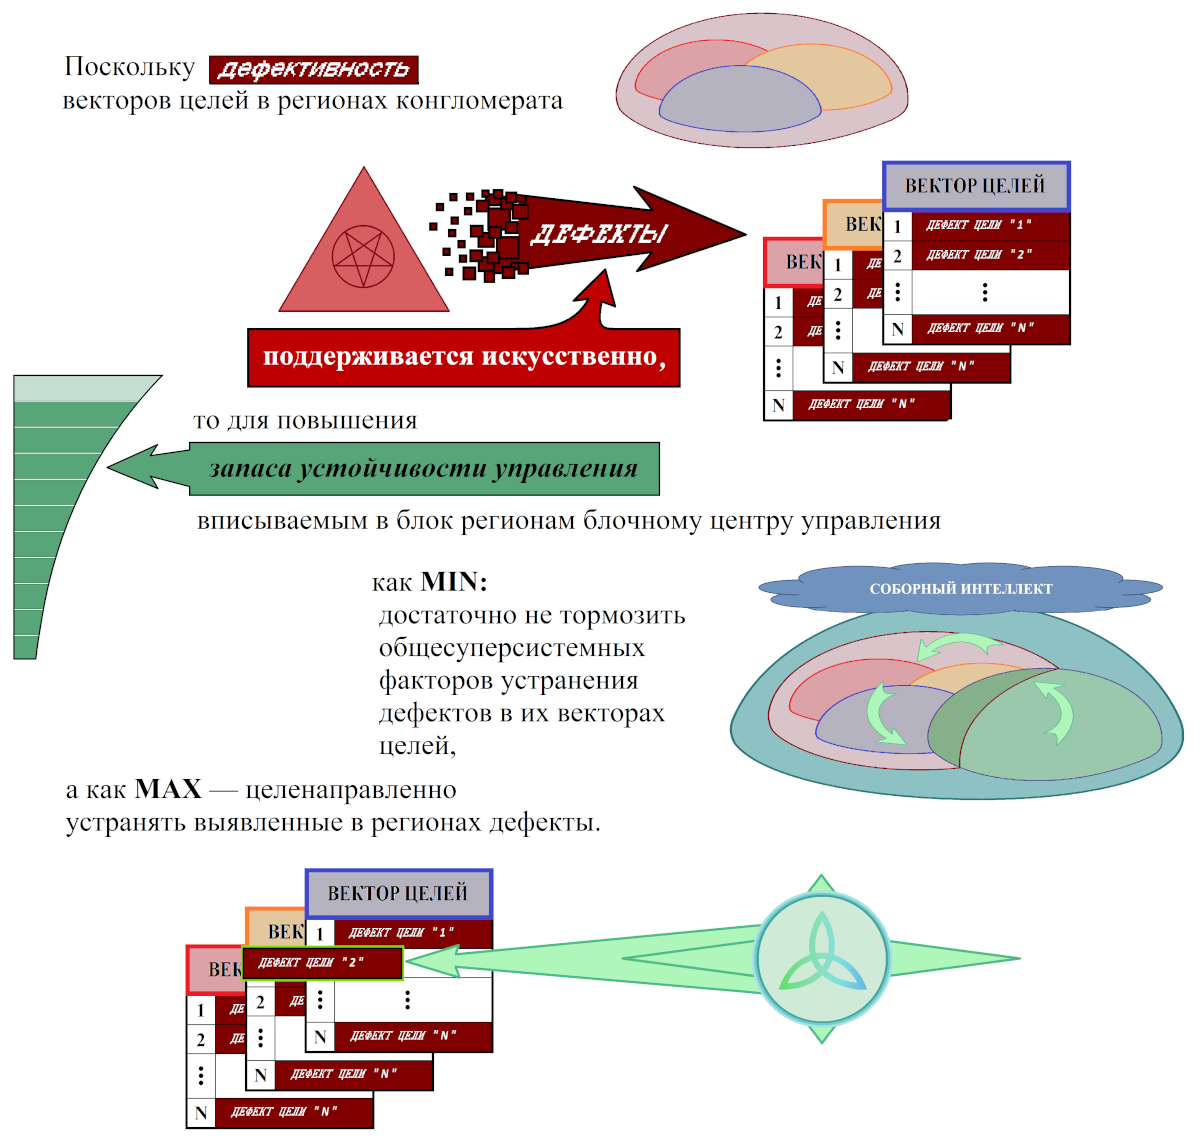 Поскольку дефективность
векторов целей в регионах конгломерата
ДЕФЕКТЫ
ВЕКТОР ЦЕЛЕЙ
1 ДЕФЕКТ ЦЕЛИ "1"
2 ДЕФЕКТ ЦЕЛИ "2"
⋮ ⋮
N ДЕФЕКТ ЦЕЛИ "N"
ВЕК
1 ДЕ
2 ДЕ
⋮
N ДЕФЕКТ ЦЕЛИ "N"
ВЕК
1 ДЕ
2 ДЕ
⋮
N ДЕФЕКТ ЦЕЛИ "N"
поддерживается искусственно,
то для повышения
запаса устойчивости управления
вписываемым в блок регионам блочному центру управления
как MIN:
достаточно не тормозить
общесуперсистемных
факторов устранения
дефектов в их векторах
целей,
СОБОРНЫЙ ИНТЕЛЛЕКТ
а как MAX — целенаправленно
устранять выявленные в регионах дефекты.
ВЕКТОР ЦЕЛЕЙ
1 ДЕФЕКТ ЦЕЛИ "1"
ДЕФЕКТ ЦЕЛИ "2"
⋮ ⋮
N ДЕФЕКТ ЦЕЛИ "N"
ВЕК
2 ДЕ
⋮
N ДЕФЕКТ ЦЕЛИ "N"
ВЕК
1 ДЕ
2 ДЕ
⋮
N ДЕФЕКТ ЦЕЛИ "N"